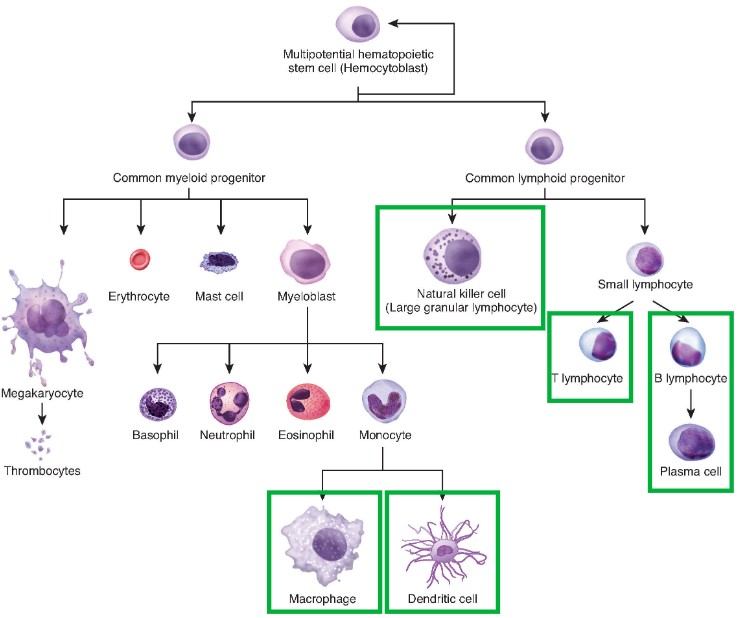 Multipotential hematopoietic
stem cell (Hemocytoblast)
Common myeloid progenitor
Common lymphoid progenitor
Erythrocyte
Mast cell
Myeloblast
Natural killer cell
(Large granular lymphocyte)
Small lymphocyte
T lymphocyte
B lymphocyte
Megakaryocyte
Basophil
Neutrophil
Eosinophil
Monocyte
Thrombocytes
Plasma cell
Macrophage
Dendritic cell